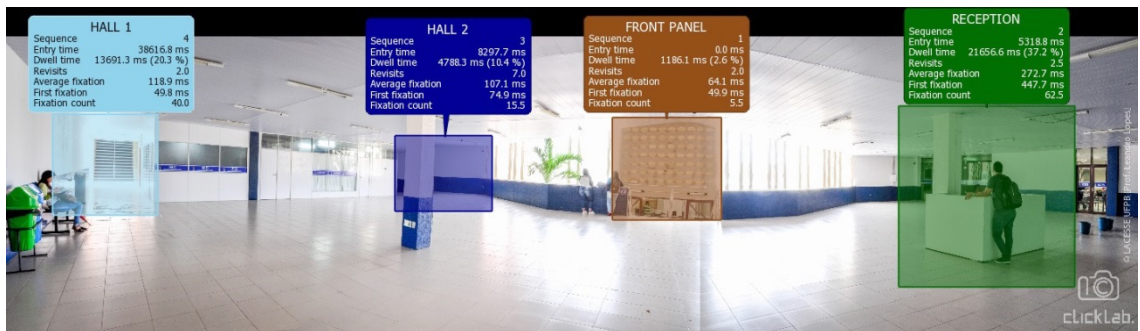 HALL 1
Sequence 4
Entry time 38616.8 ms
Dwell time 13691.3 ms (20.3 %)
Revisits 2.0
Average fixation 118.9 ms
First fixation 49.8 ms
Fixation count 40.0
HALL 2
Sequence 3
Entry time 8297.7 ms
Dwell time 4788.3 ms (10.4 %)
Revisits 7.0
Average fixation 107.1 ms
First fixation 74.9 ms
Fixation count 15.5
FRONT PANEL
Sequence 1
Entry time 0.0 ms
Dwell time 1186.1 ms (2.6 %)
Revisits 2.0
Average fixation 64.1 ms
First fixation 49.9 ms
Fixation count 5.5
RECEPTION
Sequence 2
Entry time 5318.8 ms
Dwell time 21656.6 ms (37.2 %)
Revisits 2.5
Average fixation 272.7 ms
First fixation 447.7 ms
Fixation count 62.5
© LACESSE UFPB
Lopes]
clickLab.